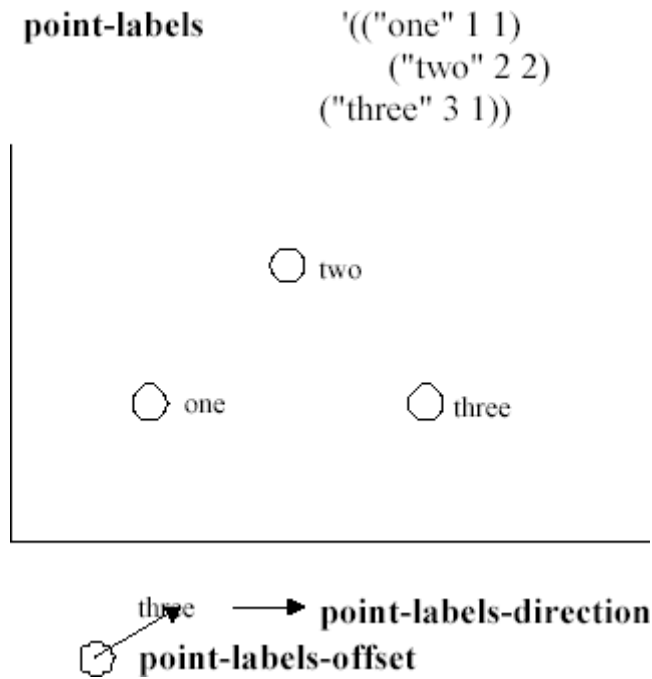 point-labels '(("one" 1 1)
("two" 2 2)
("three" 3 1))
two
one three
three point-labels-direction
point-labels-offset